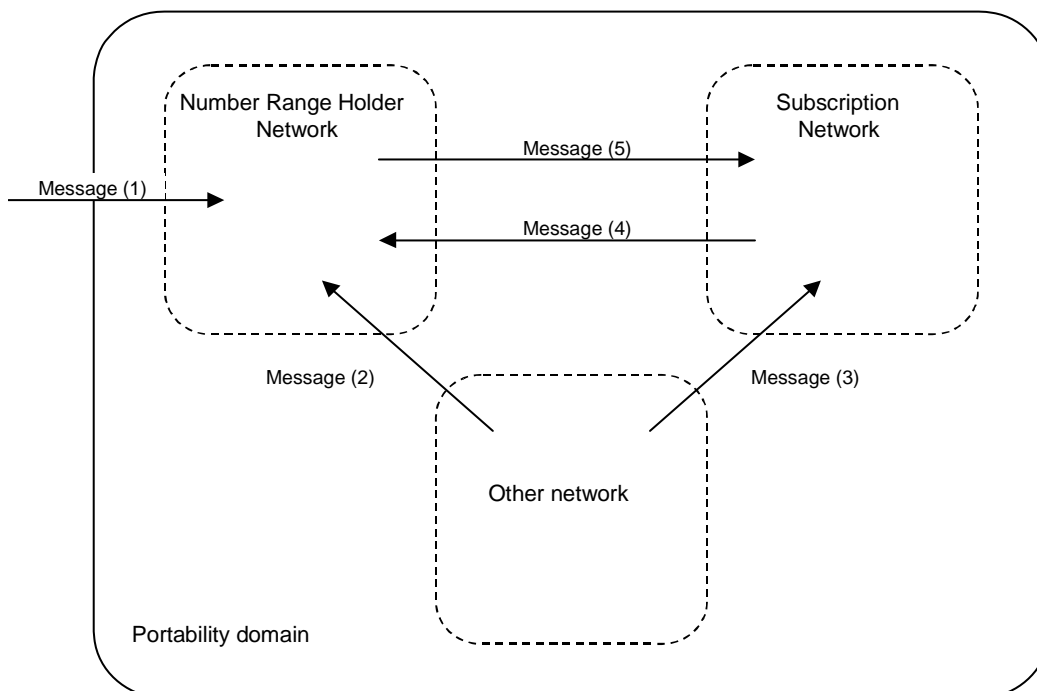 Number Range Holder
Network
Subscription
Network
Message (5)
Message (1)
Message (4)
Message (2)
Message (3)
Other network
Portability domain